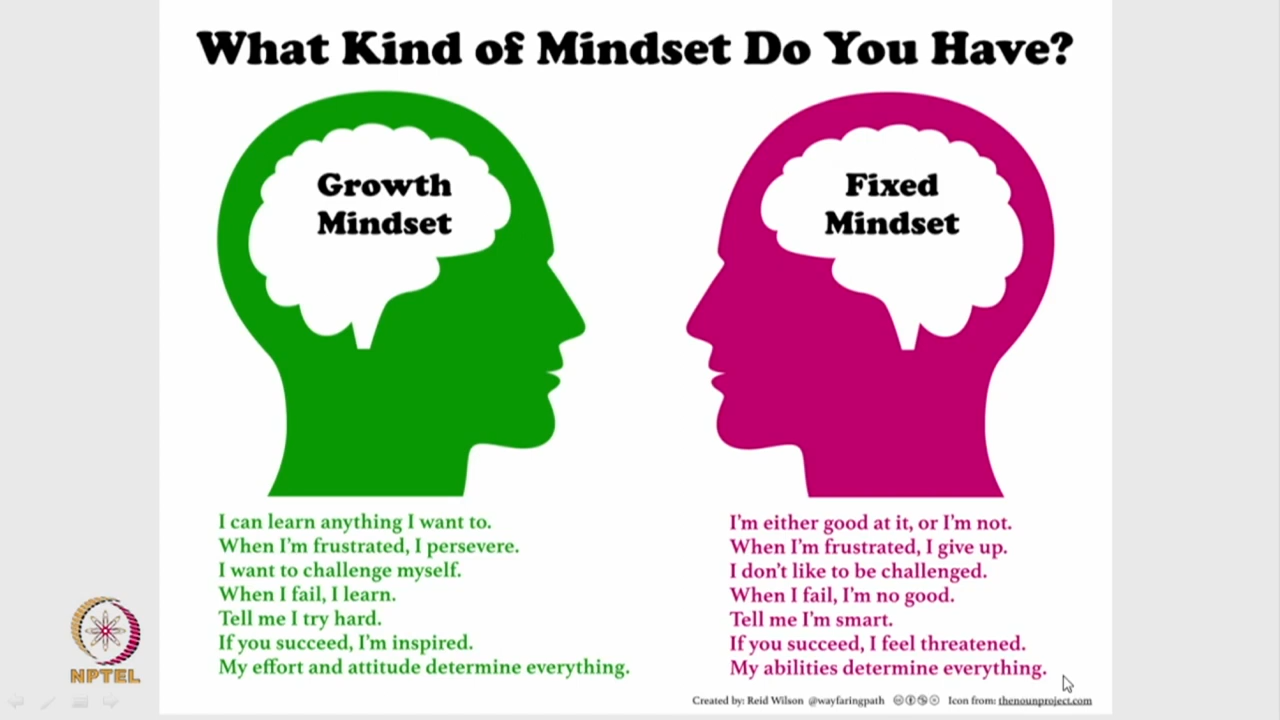 What Kind of Mindset Do You Have?
Growth
Mindset
Fixed
Mindset
I can learn anything I want to.
When I'm frustrated, I persevere.
I want to challenge myself.
When I fail, I learn.
Tell me I try hard.
If you succeed, I'm inspired.
My effort and attitude determine everything.
I'm either good at it, or I'm not.
When I'm frustrated, I give up.
I don't like to be challenged.
When I fail, I'm no good.
Tell me I'm smart.
If you succeed, I feel threatened.
My abilities determine everything.
NPTEL
Created by: Reid Wilson @wayfaringpath Icon from: thenounproject.com